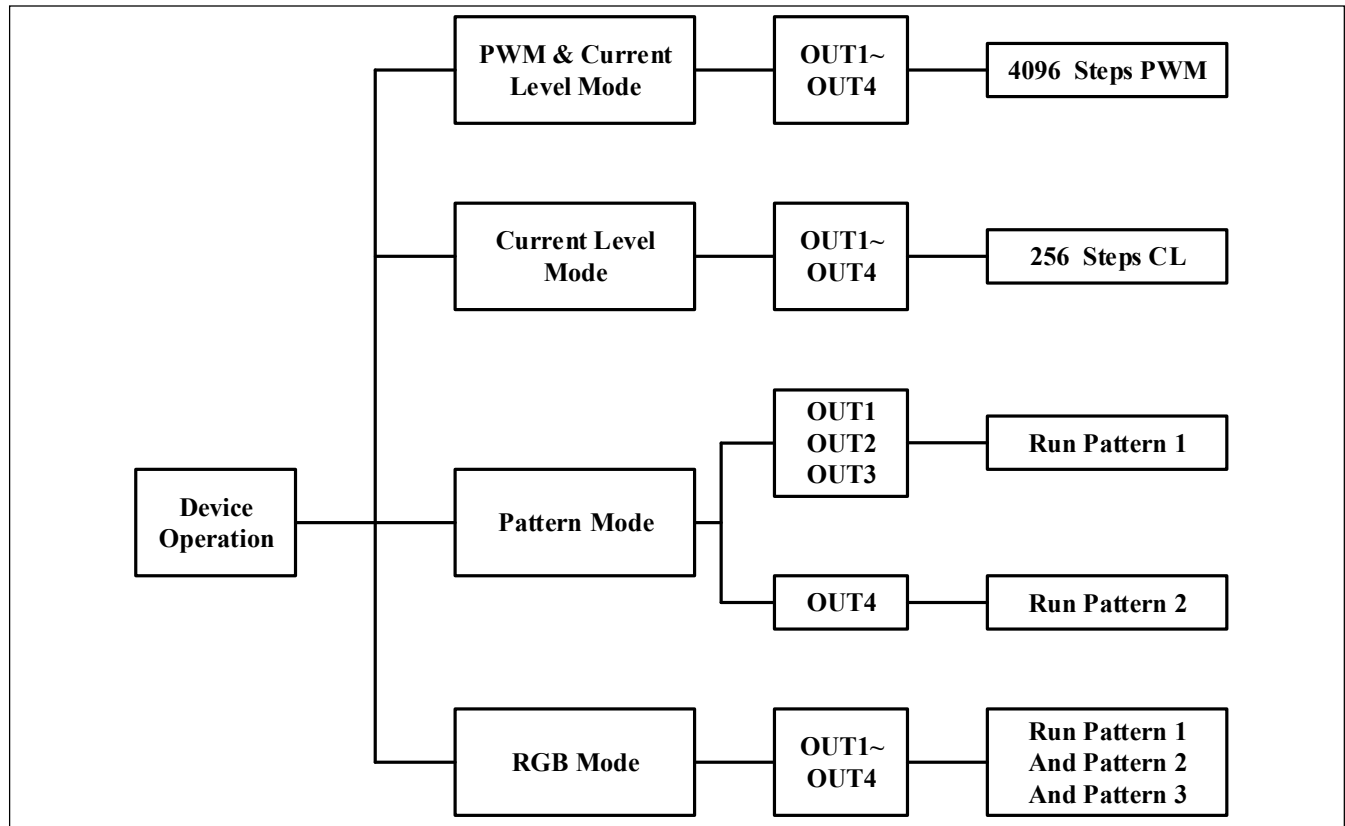 PWM & Current
Level Mode
OUT1~
OUT4
4096 Steps PWM
Current Level
Mode
OUT1~
OUT4
256 Steps CL
Device
Operation
Pattern Mode
OUT1
OUT2
OUT3
Run Pattern 1
OUT4
Run Pattern 2
RGB Mode
OUT1~
OUT4
Run Pattern 1
And Pattern 2
And Pattern 3